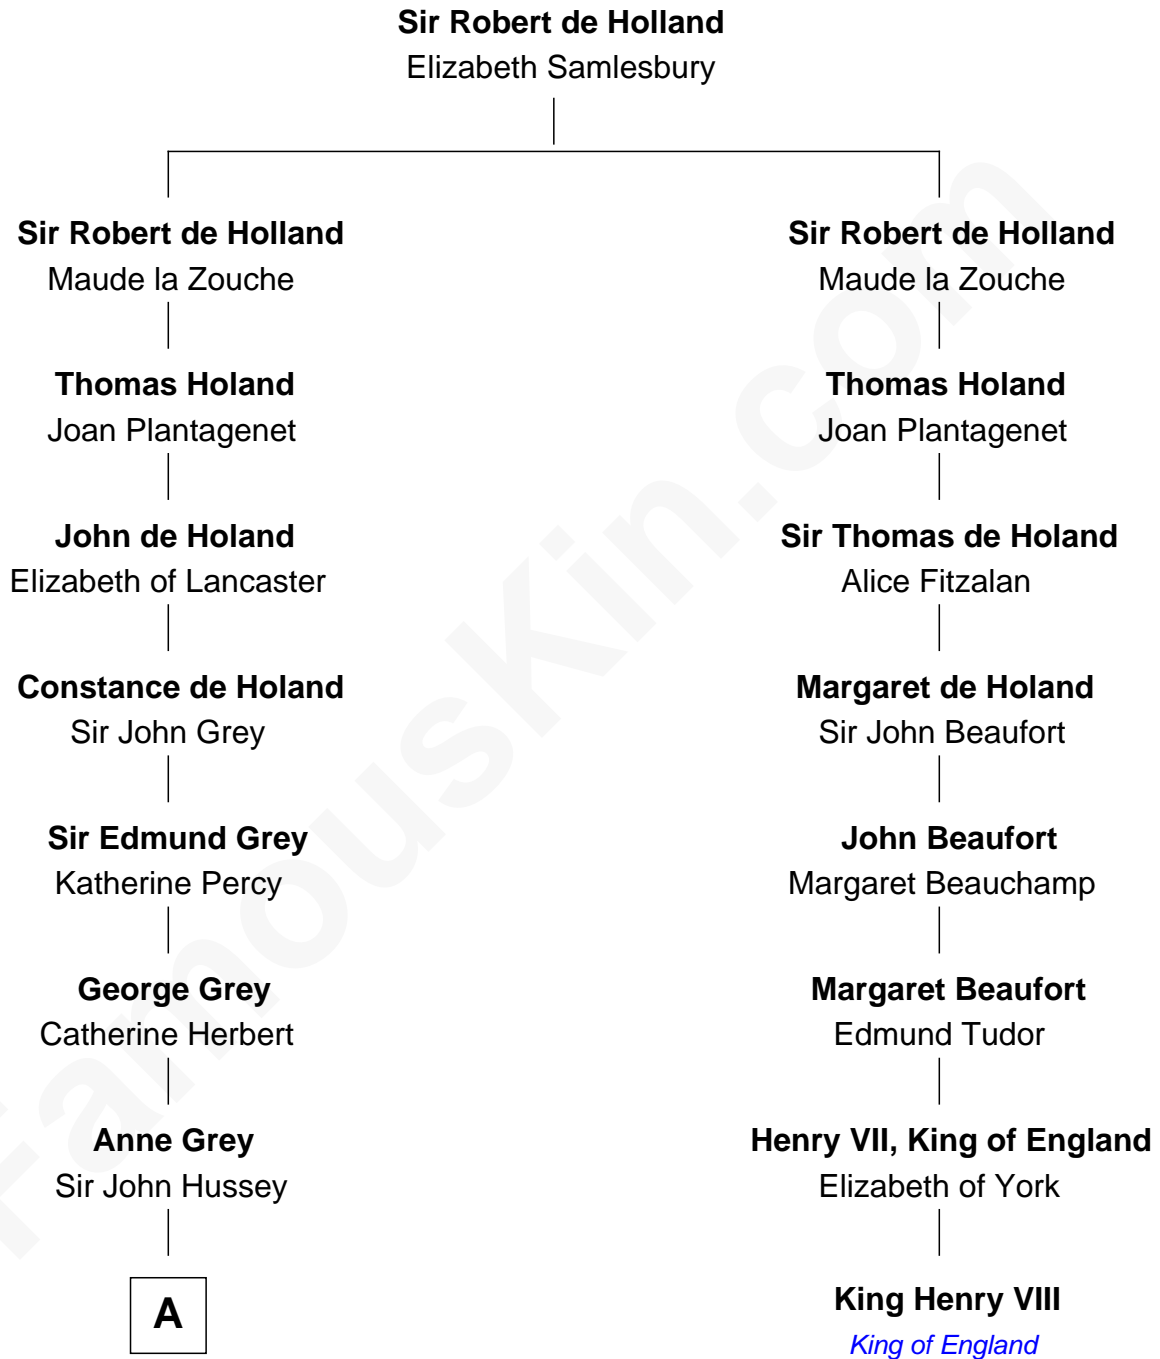 Sir Robert de Holland
Elizabeth Samlesbury
Sir Robert de Holland
Maude la Zouche
Sir Robert de Holland
Maude la Zouche
Thomas Holand
Joan Plantagenet
Thomas Holand
Joan Plantagenet
John de Holand
Elizabeth of Lancaster
Sir Thomas de Holand
Alice Fitzalan
Constance de Holand
Sir John Grey
Margaret de Holand
Sir John Beaufort
Sir Edmund Grey
Katherine Percy
John Beaufort
Margaret Beauchamp
George Grey
Catherine Herbert
Margaret Beaufort
Edmund Tudor
Anne Grey
Sir John Hussey
Henry VII, King of England
Elizabeth of York
A
King Henry VIII
King of England
FamousKin.com